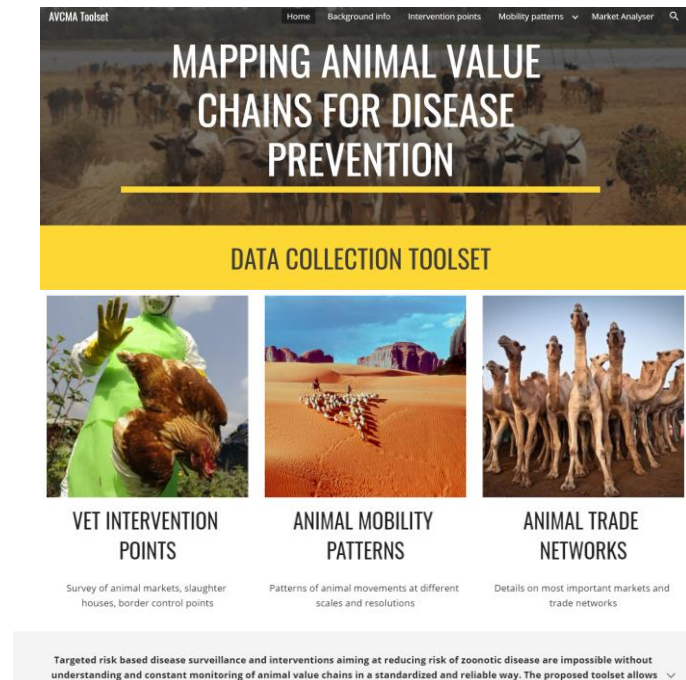 AVCMA Toolset
Home Background info Intervention points Mobility patterns Market Analyser
MAPPING ANIMAL VALUE
CHAINS FOR DISEASE
PREVENTION
DATA COLLECTION TOOLSET
VET INTERVENTION
POINTS
Survey of animal markets, slaughter
houses, border control points
ANIMAL MOBILITY
PATTERNS
Patterns of animal movements at different
scales and resolutions
ANIMAL TRADE
NETWORKS
Details on most important markets and
trade networks
Targeted risk based disease surveillance and interventions aiming at reducing risk of zoonotic disease are impossible without
understanding and constant monitoring of animal value chains in a standardized and reliable way. The proposed toolset allows